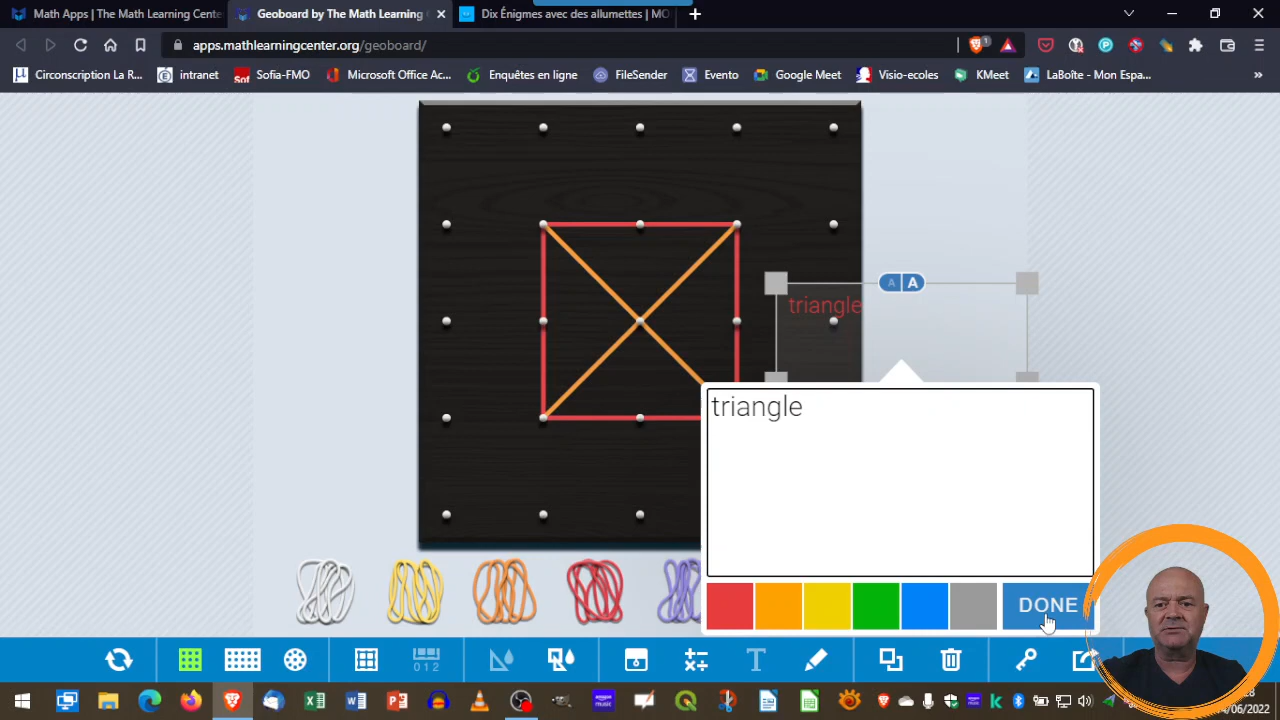 Math Apps | The Math Learning Cente
Geoboard by The Math Learning
Dix Énigmes avec des allumettes | MO
apps.mathlearningcenter.org/geoboard/
1
Circonscription La R...
intranet
Sof
Sofia-FMO
Microsoft Office Ac...
Enquêtes en ligne
FileSender
Evento
Google Meet
Visio-ecoles
KMeet
LaBoîte - Mon Espa...
»
A A
triangle
triangle
DONE
0 1 2
T